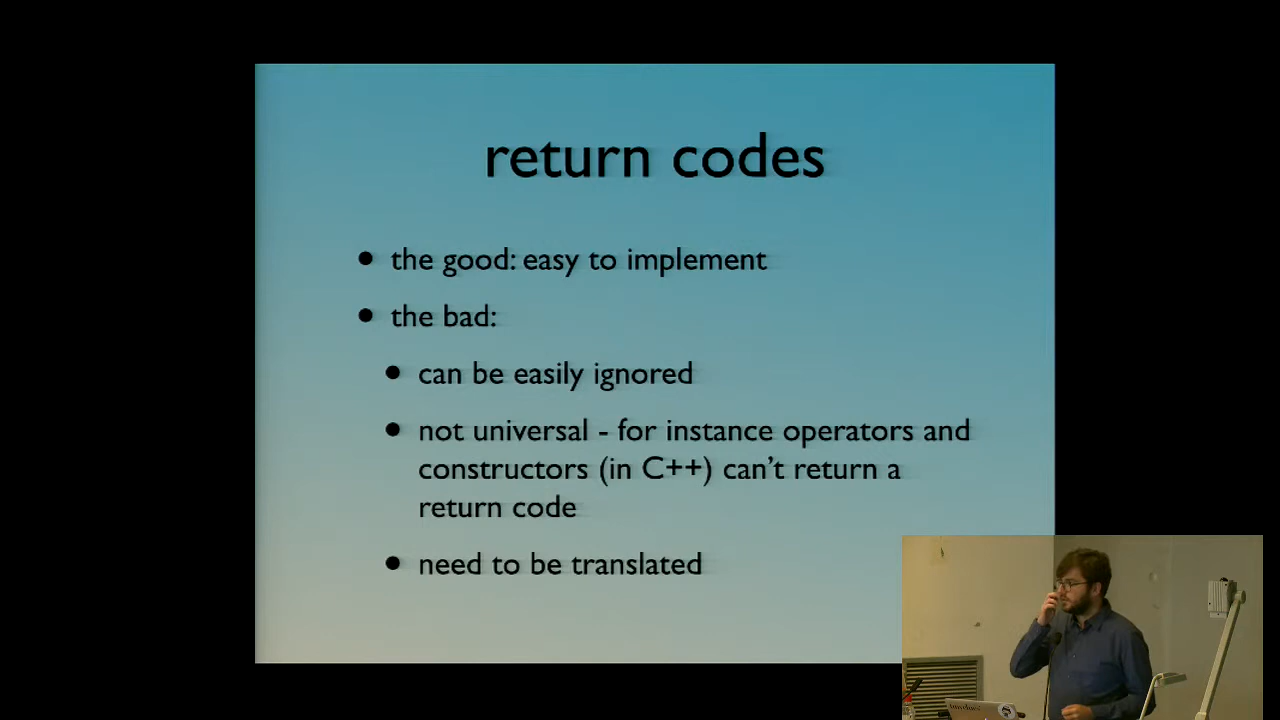 return codes
• the good: easy to implement
• the bad:
• can be easily ignored
• not universal - for instance operators and
constructors (in C++) can’t return a
return code
• need to be translated